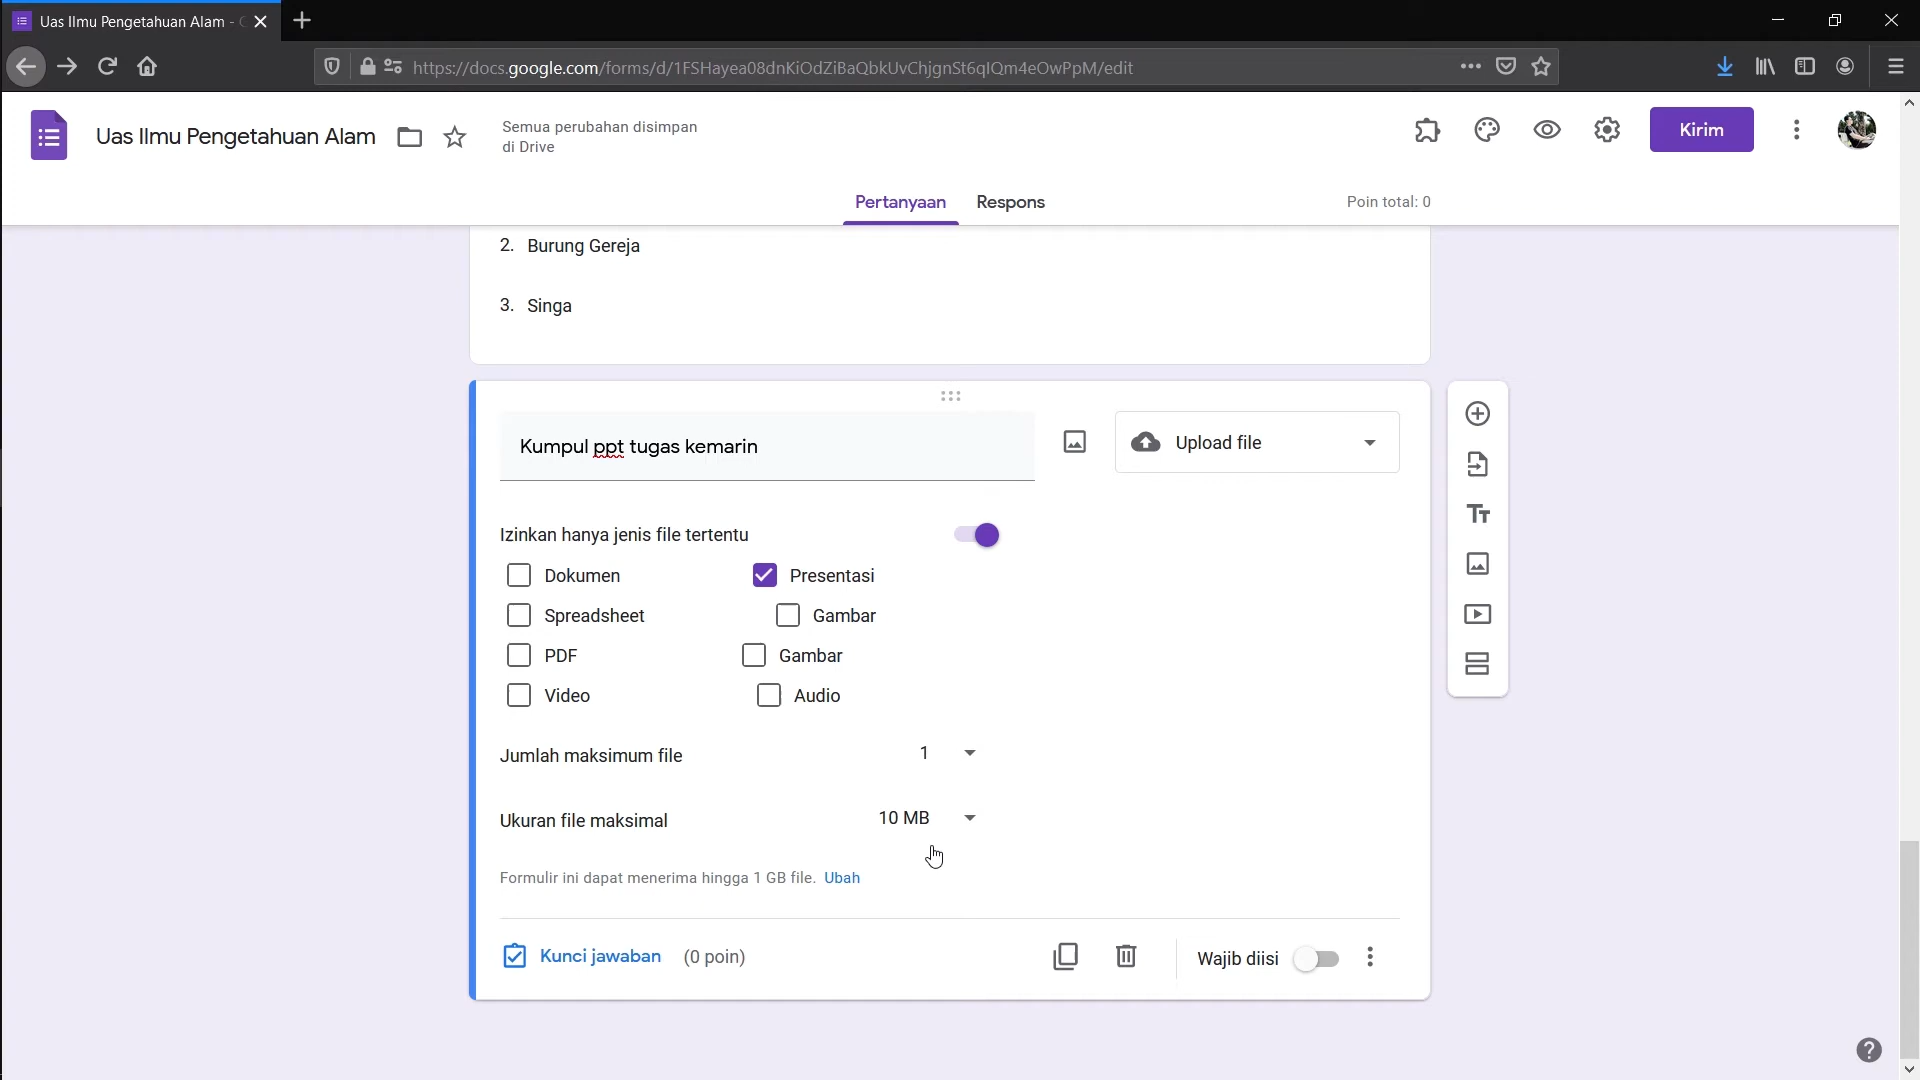 Uas Ilmu Pengetahuan Alam -
https://docs.google.com/forms/d/1FSHayea08dnKiOdZiBaQbkUvChjgnSt6qIQm4eOwPpM/edit
Uas Ilmu Pengetahuan Alam
Semua perubahan disimpan
di Drive
Kirim
Pertanyaan
Respons
Poin total: 0
2. Burung Gereja
3. Singa
Kumpul ppt tugas kemarin
Upload file
Izinkan hanya jenis file tertentu
Dokumen
Presentasi
Spreadsheet
Gambar
PDF
Gambar
Video
Audio
Jumlah maksimum file
1
Ukuran file maksimal
10 MB
Formulir ini dapat menerima hingga 1 GB file. Ubah
Kunci jawaban (0 poin)
Wajib diisi